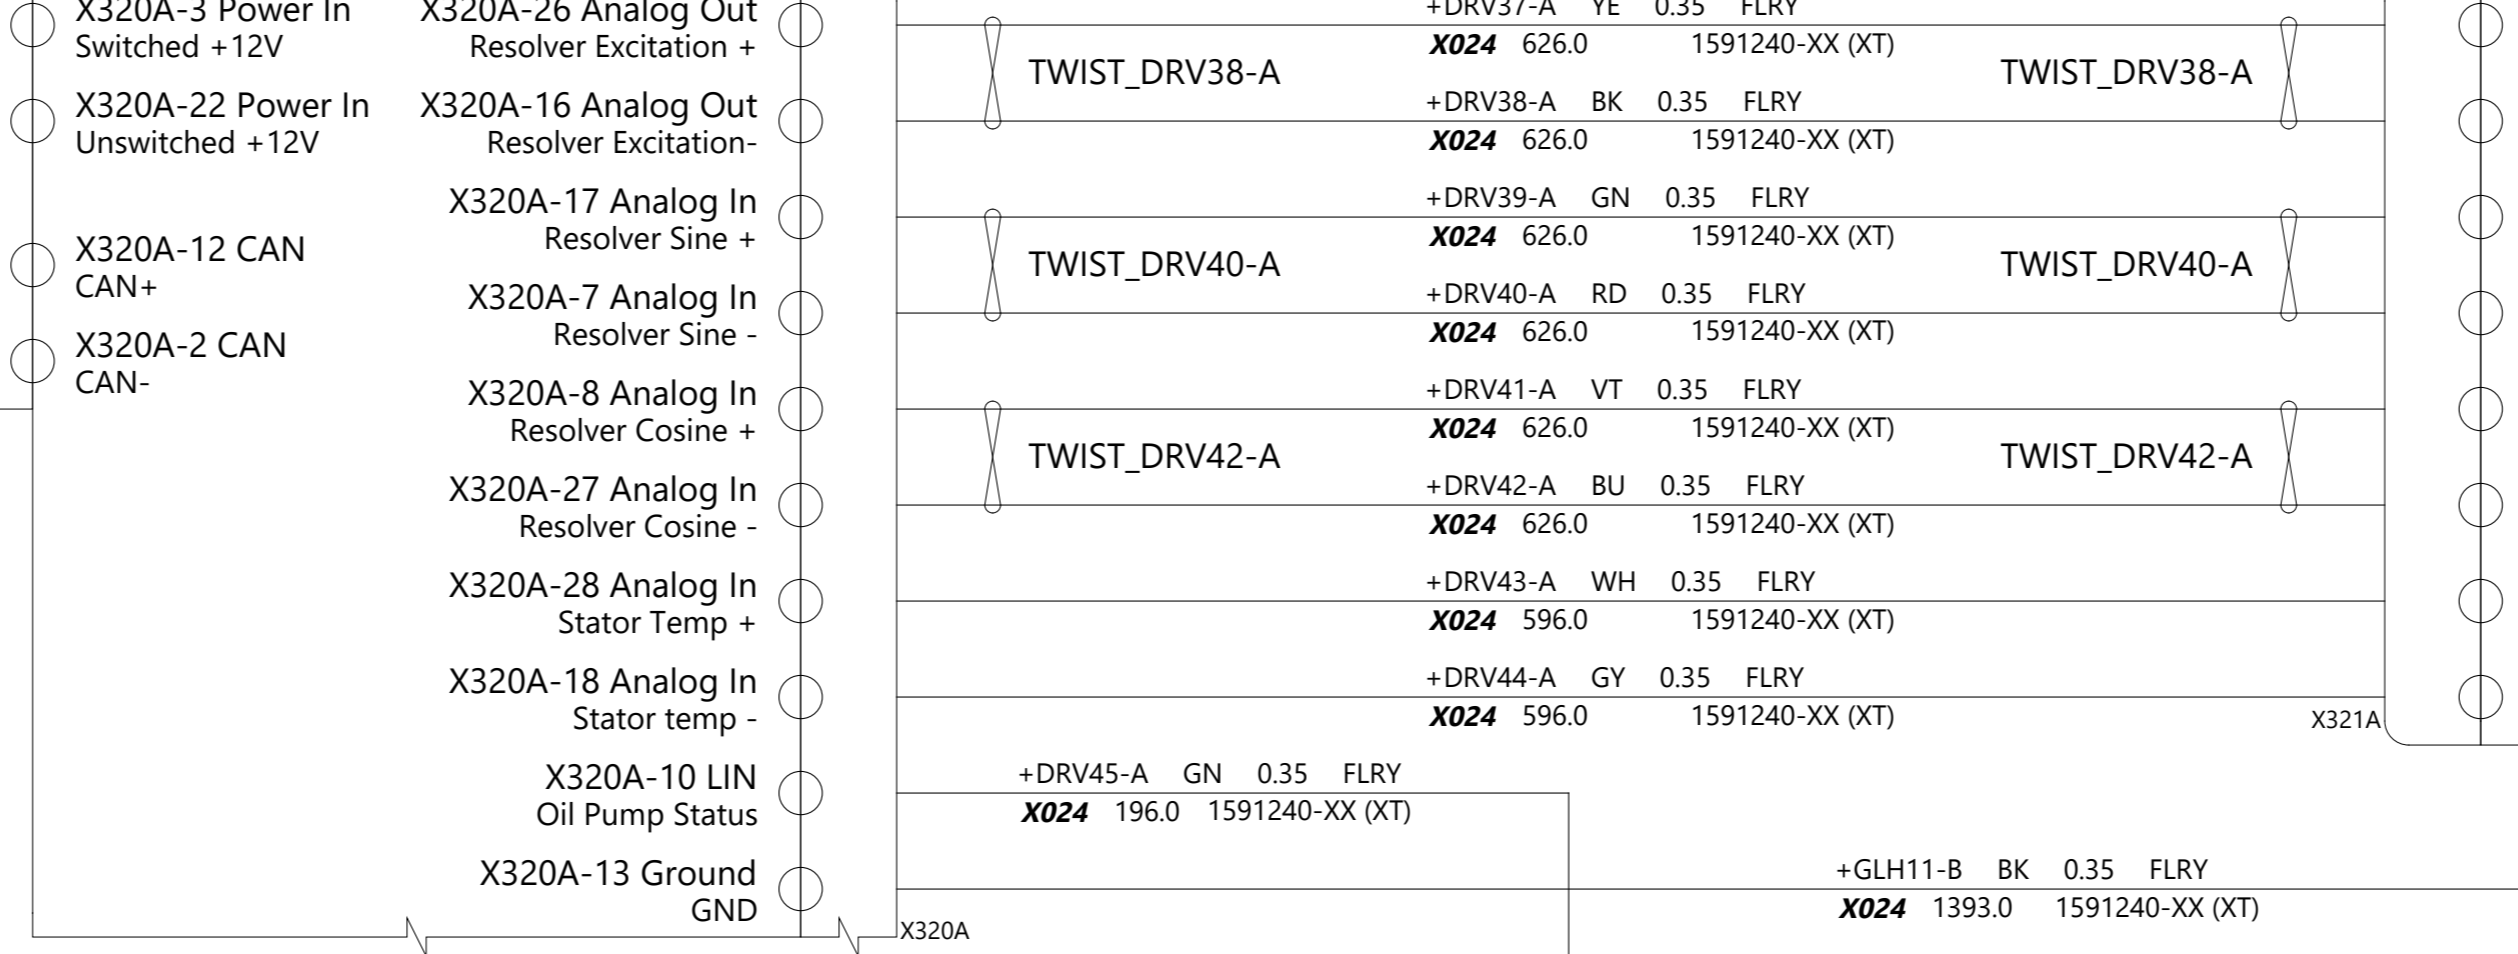 X320A-3 Power In
Switched +12V
X320A-22 Power In
Unswitched +12V
X320A-12 CAN
CAN+
X320A-2 CAN
CAN-
X320A-26 Analog Out
Resolver Excitation +
X320A-16 Analog Out
Resolver Excitation-
X320A-17 Analog In
Resolver Sine +
X320A-7 Analog In
Resolver Sine -
X320A-8 Analog In
Resolver Cosine +
X320A-27 Analog In
Resolver Cosine -
X320A-28 Analog In
Stator Temp +
X320A-18 Analog In
Stator temp -
X320A-10 LIN
Oil Pump Status
X320A-13 Ground
GND
X320A
+DRV37-A YE 0.35 FLRY
X024 626.0 1591240-XX (XT)
TWIST_DRV38-A TWIST_DRV38-A
+DRV38-A BK 0.35 FLRY
X024 626.0 1591240-XX (XT)
+DRV39-A GN 0.35 FLRY
X024 626.0 1591240-XX (XT)
TWIST_DRV40-A TWIST_DRV40-A
+DRV40-A RD 0.35 FLRY
X024 626.0 1591240-XX (XT)
+DRV41-A VT 0.35 FLRY
X024 626.0 1591240-XX (XT)
TWIST_DRV42-A TWIST_DRV42-A
+DRV42-A BU 0.35 FLRY
X024 626.0 1591240-XX (XT)
+DRV43-A WH 0.35 FLRY
X024 596.0 1591240-XX (XT)
+DRV44-A GY 0.35 FLRY
X024 596.0 1591240-XX (XT)
X321A
+DRV45-A GN 0.35 FLRY
X024 196.0 1591240-XX (XT)
+GLH11-B BK 0.35 FLRY
X024 1393.0 1591240-XX (XT)